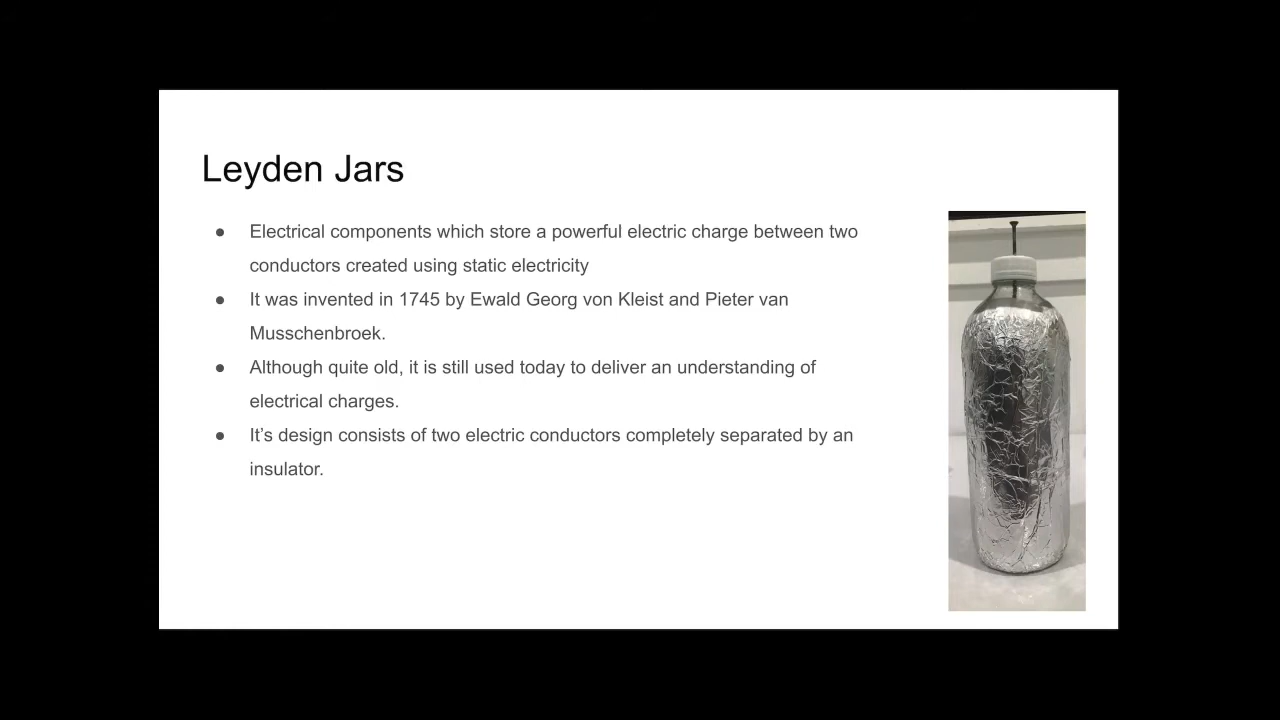 Leyden Jars
● Electrical components which store a powerful electric charge between two
conductors created using static electricity
● It was invented in 1745 by Ewald Georg von Kleist and Pieter van
Musschenbroek.
● Although quite old, it is still used today to deliver an understanding of
electrical charges.
● It’s design consists of two electric conductors completely separated by an
insulator.